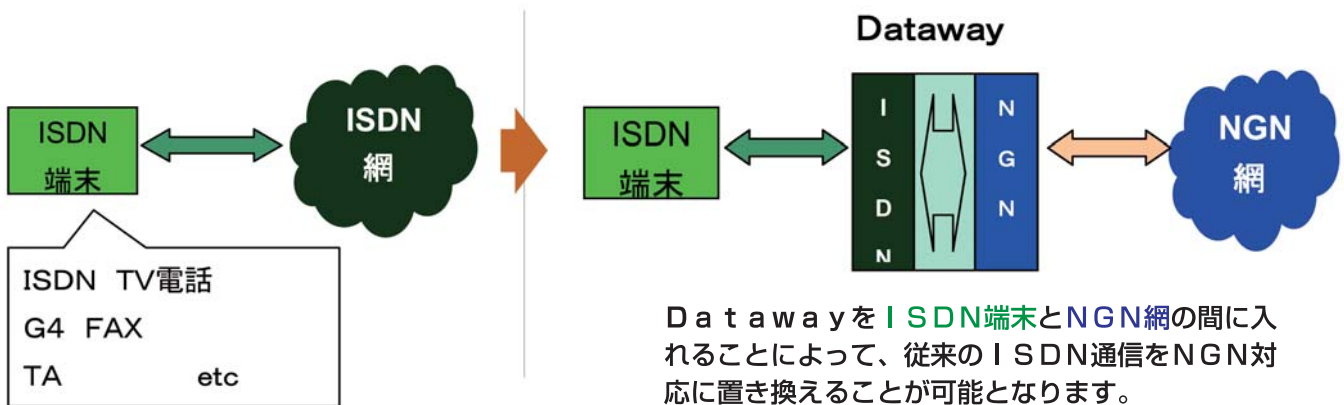 ISDN
端末
ISDN
網
ISDN TV電話
G4 FAX
TA etc
Dataway
ISDN
端末
I
S
D
N
N
G
N
NGN
網
ＤａｔａｗａｙをＩＳＤＮ端末とＮＧＮ網の間に入
れることによって、従来のＩＳＤＮ通信をＮＧＮ対
応に置き換えることが可能となります。